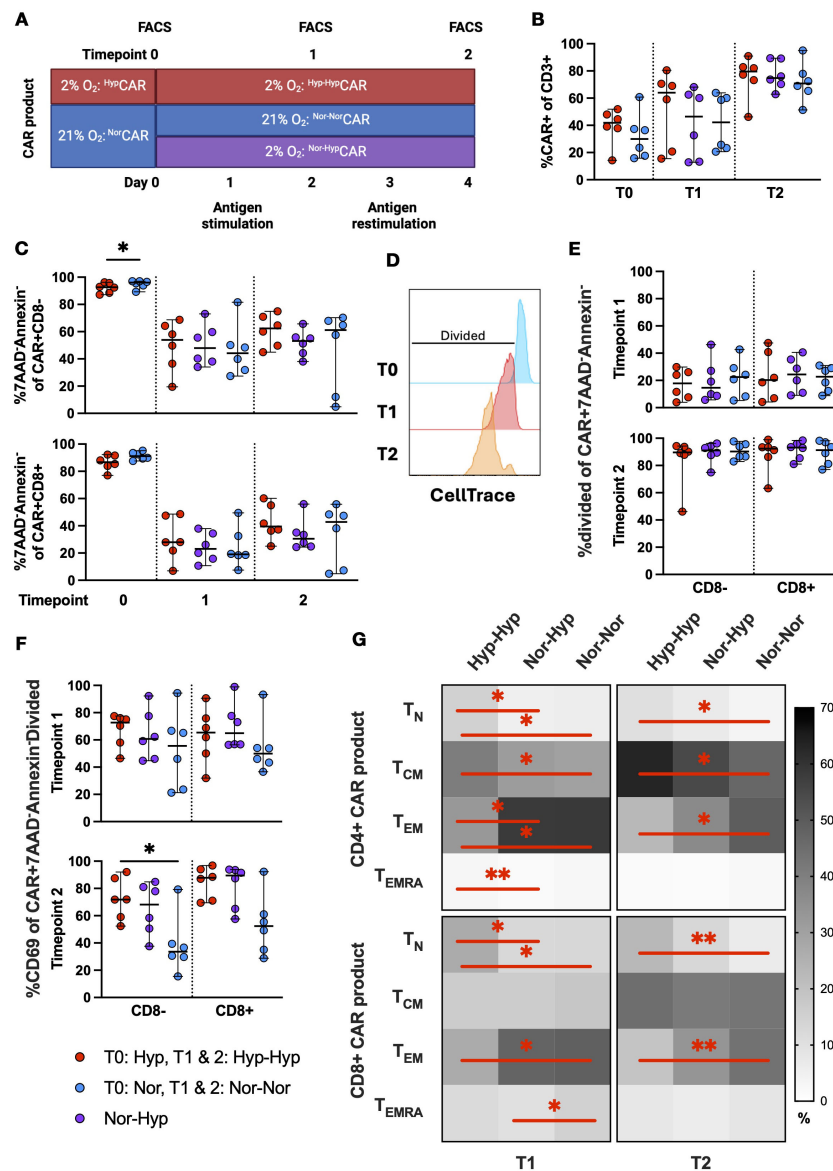 A
FACS FACS FACS
Timepoint 0 1 2
CAR product
2% O₂: ᴴʸᵖCAR 2% O₂: ᴴʸᵖ⁻ᴴʸᵖCAR
21% O₂: ᴺᵒʳCAR 21% O₂: ᴺᵒʳ⁻ᴺᵒʳCAR
2% O₂: ᴺᵒʳ⁻ᴴʸᵖCAR
Day 0 1 2 3 4
Antigen stimulation
Antigen restimulation
B
%CAR+ of CD3+
100
80
60
40
20
0
T0 T1 T2
C
%7AAD⁻Annexin⁻
of CAR+CD8-
100
80
60
40
20
0
*
%7AAD⁻Annexin⁻
of CAR+CD8+
100
80
60
40
20
0
Timepoint 0 1 2
D
Divided
T0
T1
T2
CellTrace
E
%divided of CAR+7AAD⁻Annexin⁻
Timepoint 1
100
80
60
40
20
0
Timepoint 2
100
80
60
40
20
0
CD8- CD8+
F
%CD69 of CAR+7AAD⁻Annexin⁻Divided
Timepoint 1
100
80
60
40
20
0
Timepoint 2
100
80
60
40
20
0
*
CD8- CD8+
T0: Hyp, T1 & 2: Hyp-Hyp
T0: Nor, T1 & 2: Nor-Nor
Nor-Hyp
G
Hyp-Hyp Nor-Hyp Nor-Nor Hyp-Hyp Nor-Hyp Nor-Nor
CD4+ CAR product
TN * * *
TCM * *
TEM * * *
TEMRA **
CD8+ CAR product
TN * * **
TCM
TEM * **
TEMRA *
T1 T2
70
60
50
40
30
20
10
0
%